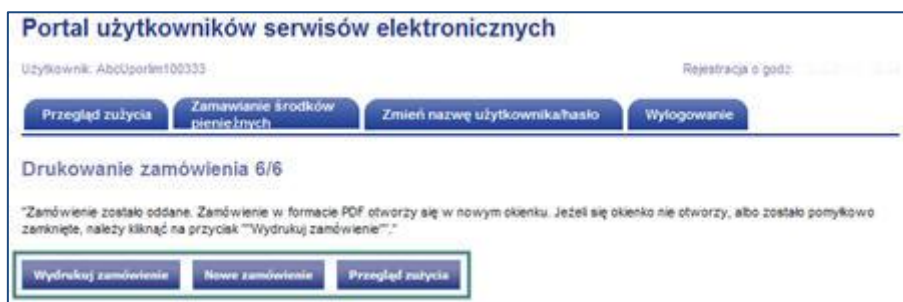 Portal użytkowników serwisów elektronicznych
Użytkownik: AbcUporlim100333
Rejestracja o godz.
Przegląd zużycia
Zamawianie środków
pieniężnych
Zmień nazwę użytkownika/hasło
Wylogowanie
Drukowanie zamówienia 6/6
"Zamówienie zostało oddane. Zamówienie w formacie PDF otworzy się w nowym okienku. Jeżeli się okienko nie otworzy, albo zostało pomyłkowo
zamknięte, należy kliknąć na przycisk ""Wydrukuj zamówienie""."
Wydrukuj zamówienie
Nowe zamówienie
Przegląd zużycia